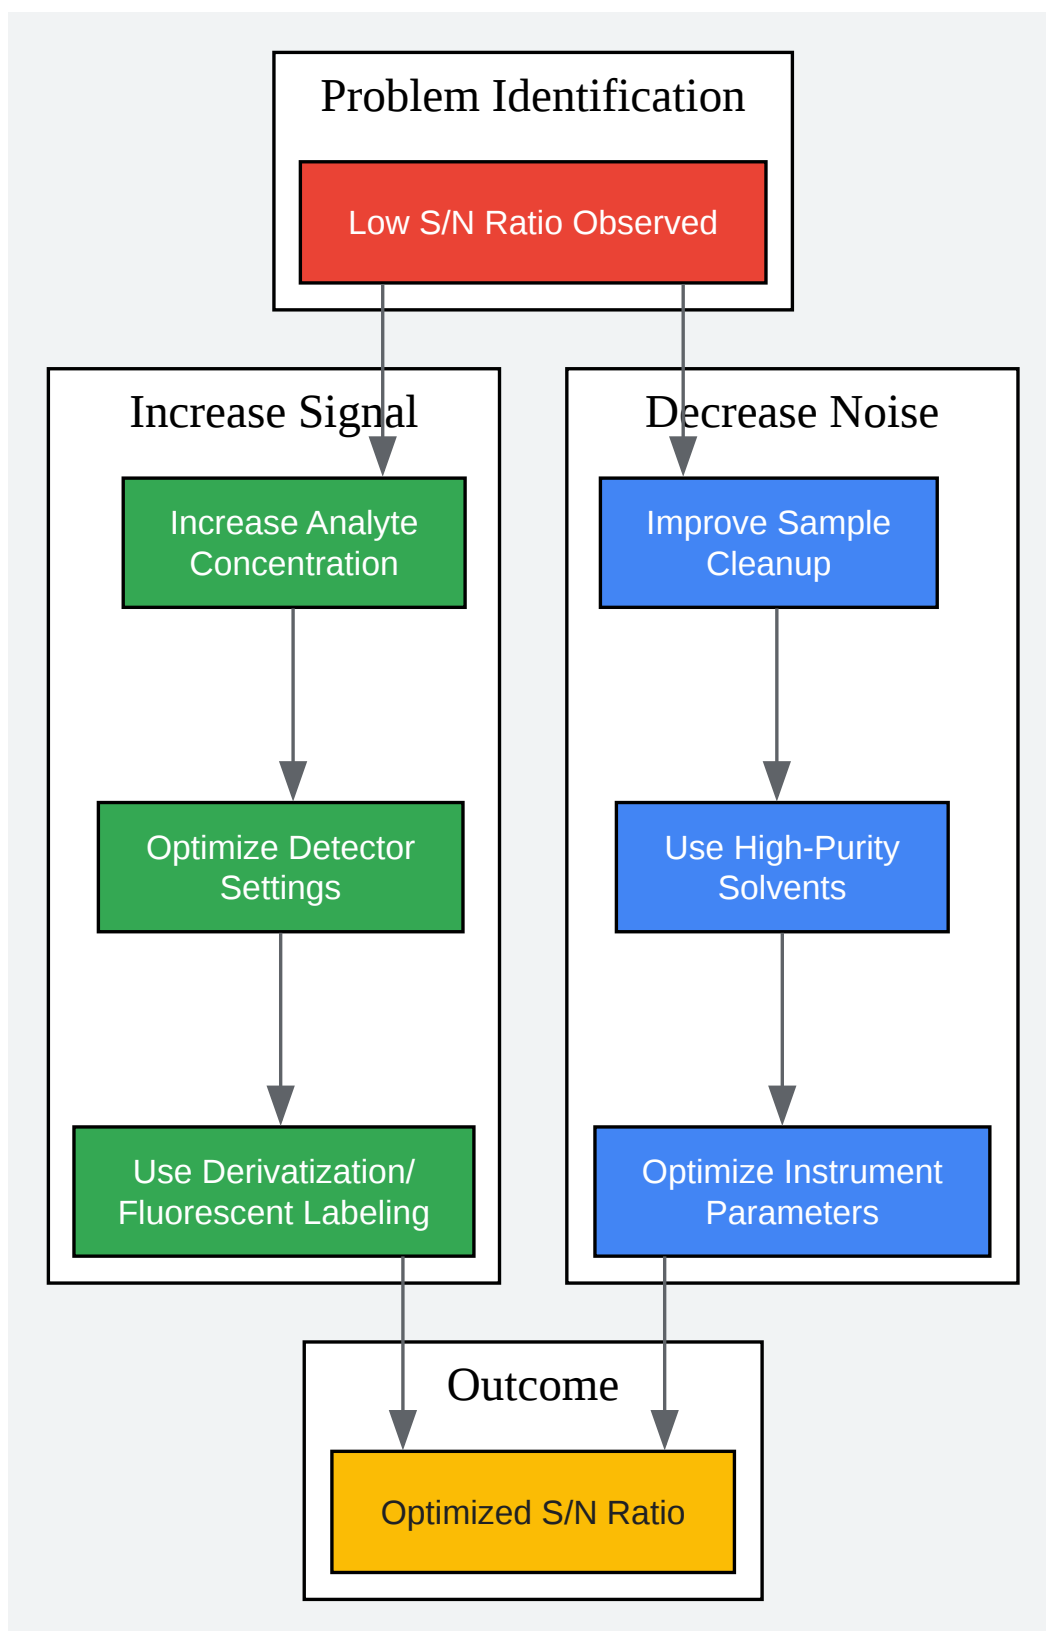 Problem Identification
Low S/N Ratio Observed
Increase Signal
Increase Analyte
Concentration
Optimize Detector
Settings
Use Derivatization/
Fluorescent Labeling
Decrease Noise
Improve Sample
Cleanup
Use High-Purity
Solvents
Optimize Instrument
Parameters
Outcome
Optimized S/N Ratio